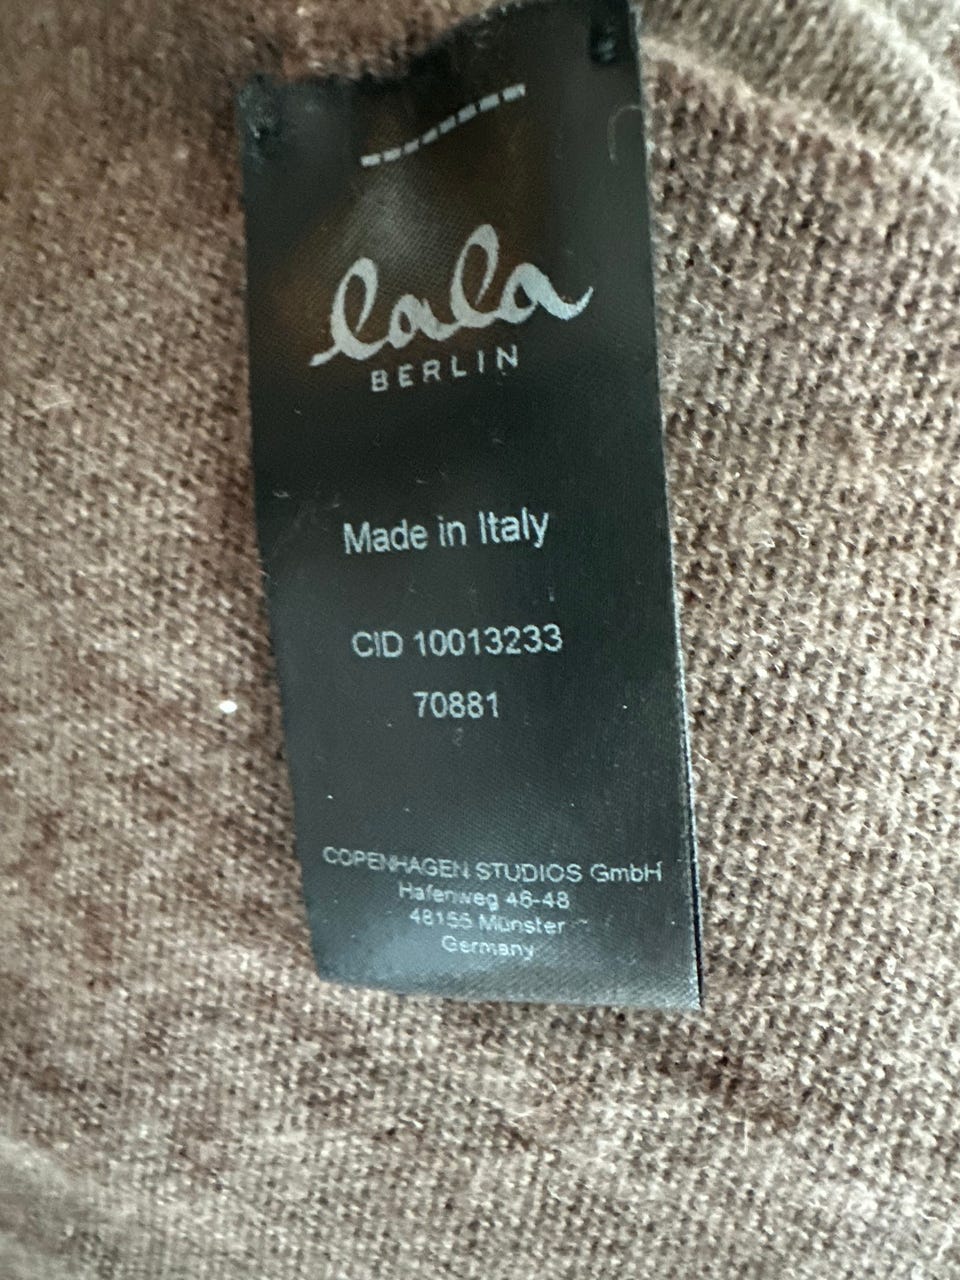 lala
BERLIN
Made in Italy
CID 10013233
70881
COPENHAGEN STUDIOS GmbH
Hafenweg 46-48
48155 Münster
Germany